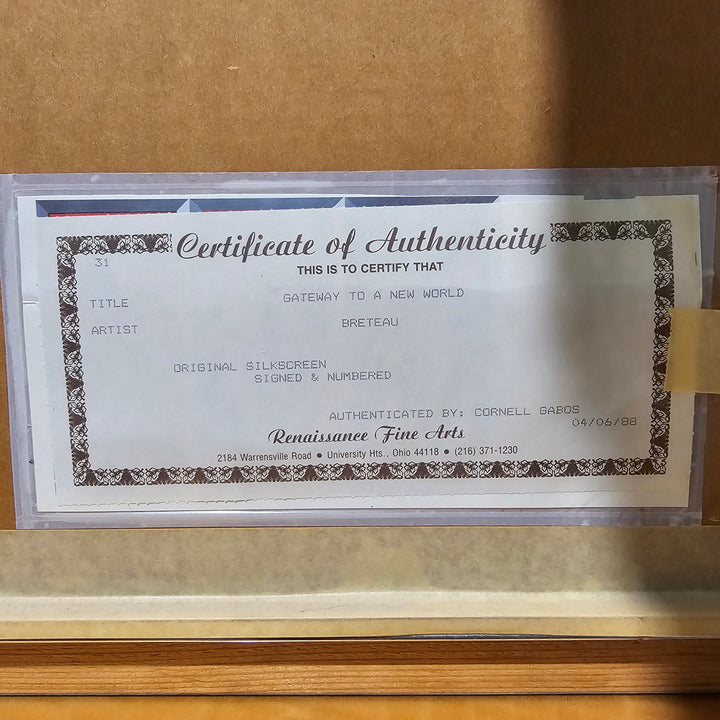 Certificate of Authenticity
31
THIS IS TO CERTIFY THAT
TITLE GATEWAY TO A NEW WORLD
ARTIST BRETEAU
ORIGINAL SILKSCREEN
SIGNED & NUMBERED
AUTHENTICATED BY: CORNELL GABOS
04/06/88
Renaissance Fine Arts
2184 Warrensville Road ● University Hts., Ohio 44118 ● (216) 371-1230